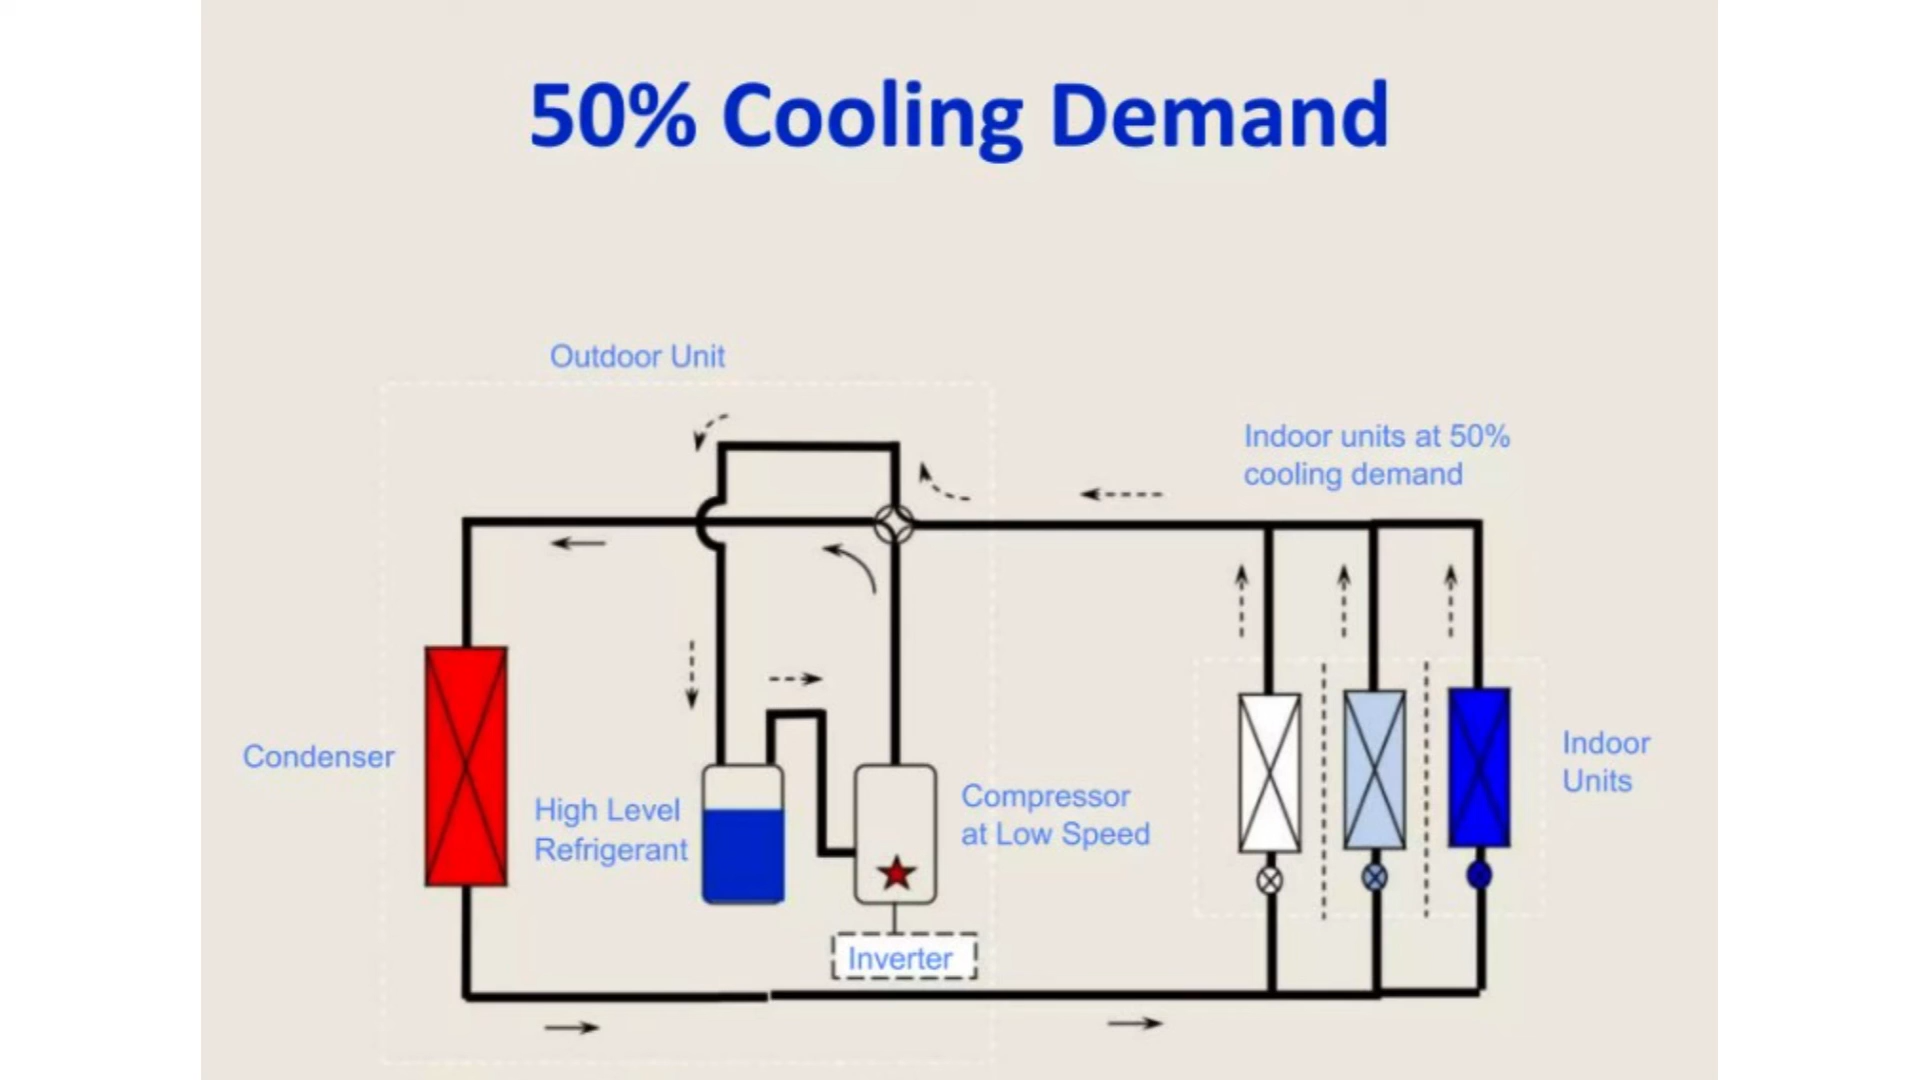 50% Cooling Demand
Outdoor Unit
Indoor units at 50%
cooling demand
Condenser
High Level
Refrigerant
Compressor
at Low Speed
Indoor
Units
Inverter